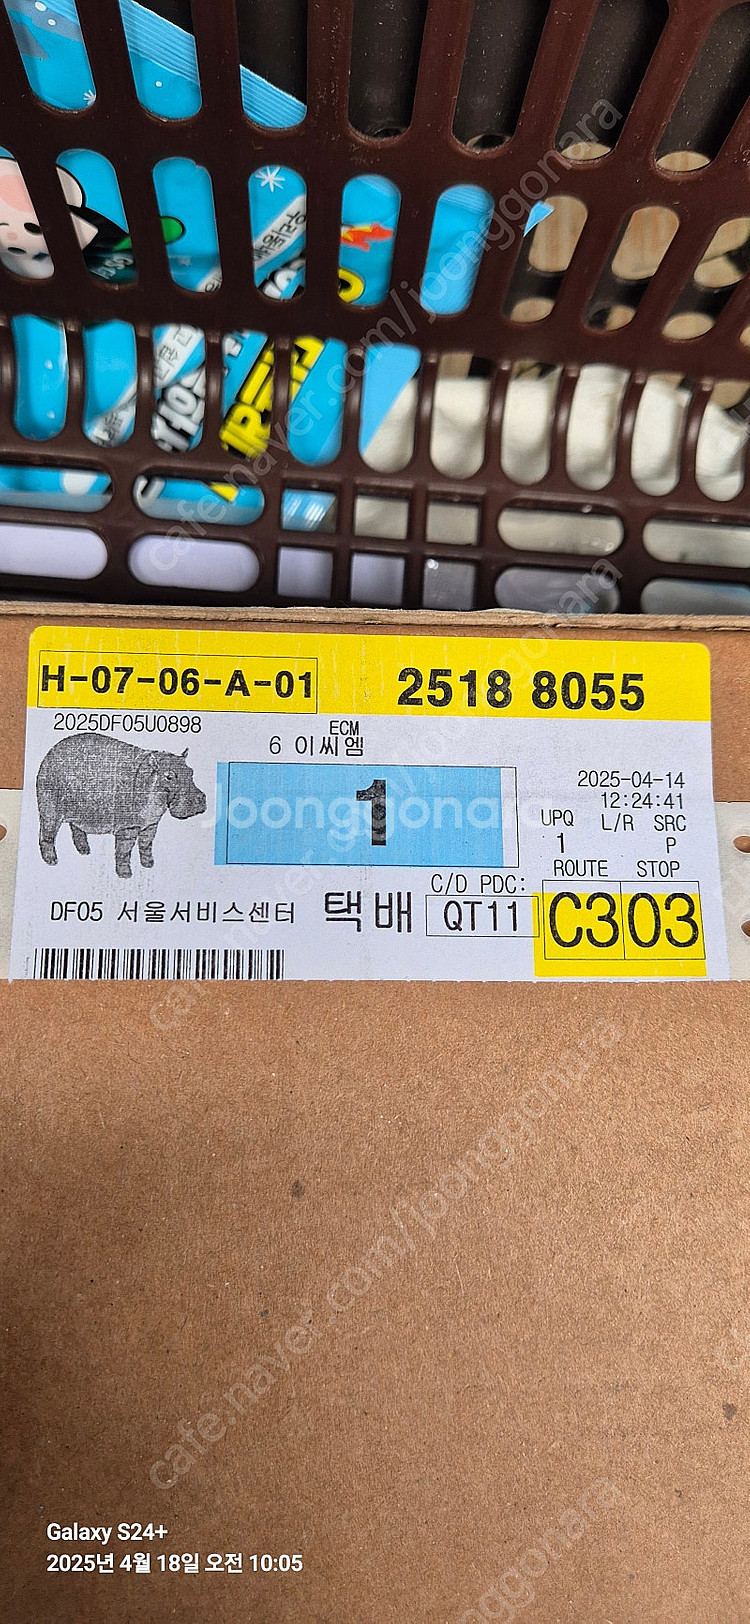 H-07-06-A-01
2518 8055
2025DF05U0898
ECM
6 이씨엠
1
2025-04-14
12:24:41
UPQ L/R SRC
1 P
ROUTE STOP
C/D PDC:
DF05 서울서비스센터 택배 QT11 C3 03
Joonggonara
cafe.naver.com/joonggonara
Galaxy S24+
2025년 4월 18일 오전 10:05